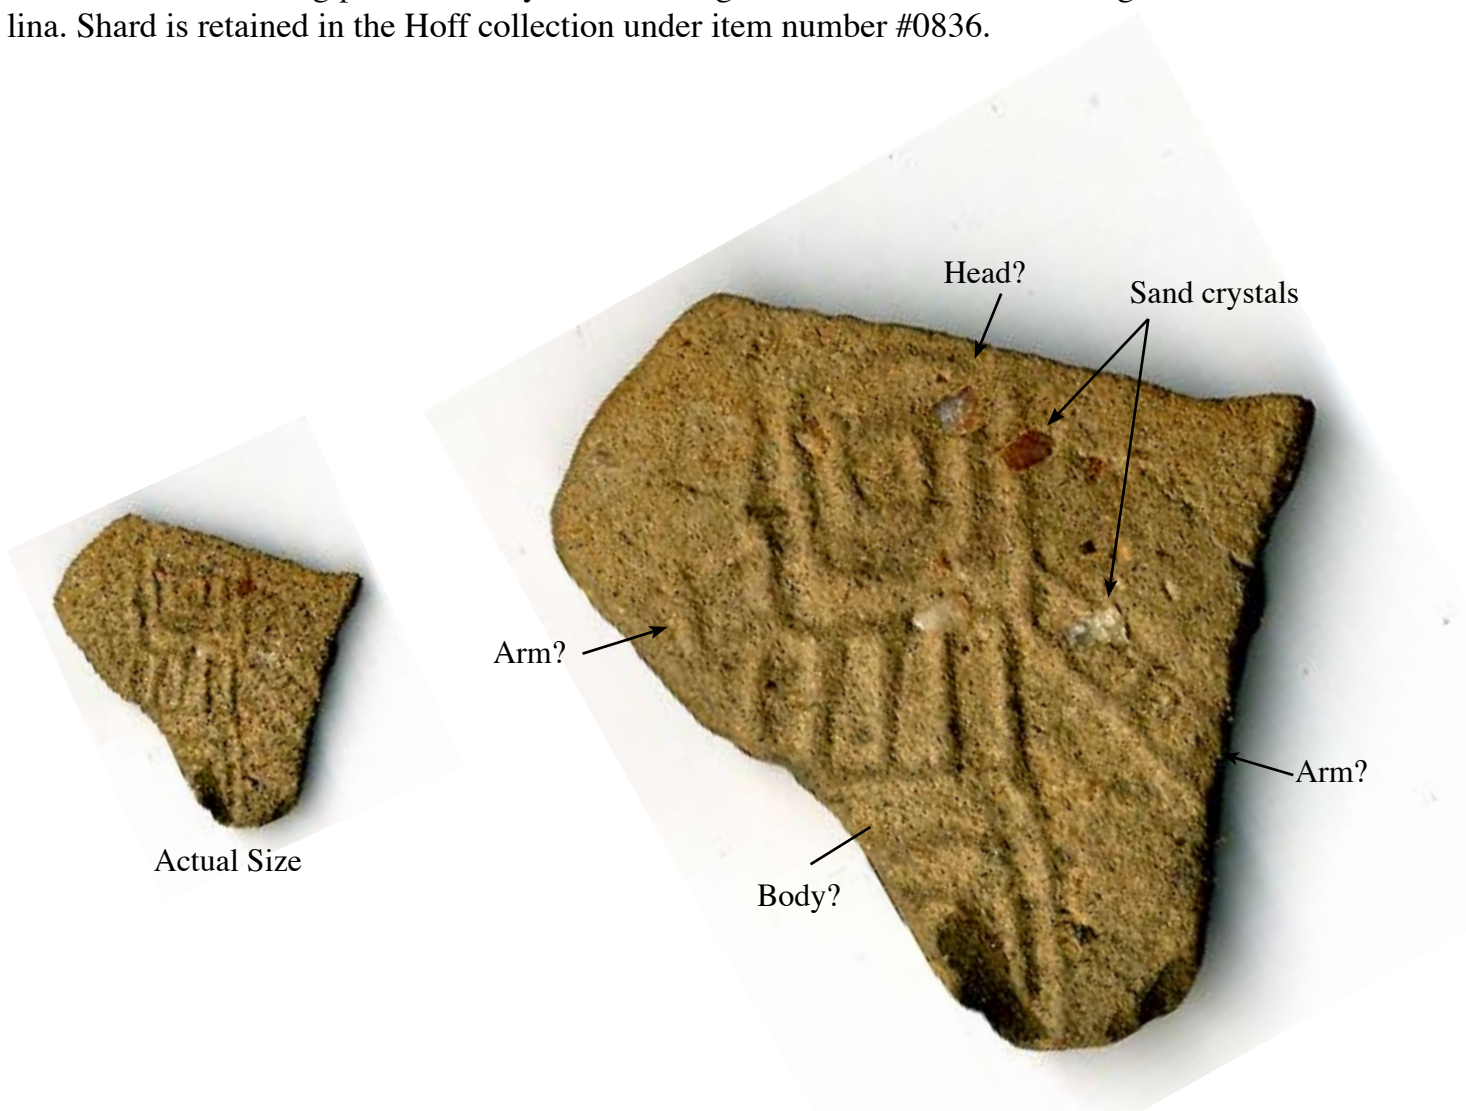 lina. Shard is retained in the Hoff collection under item number #0836.
Head?
Sand crystals
Arm?
Arm?
Actual Size
Body?